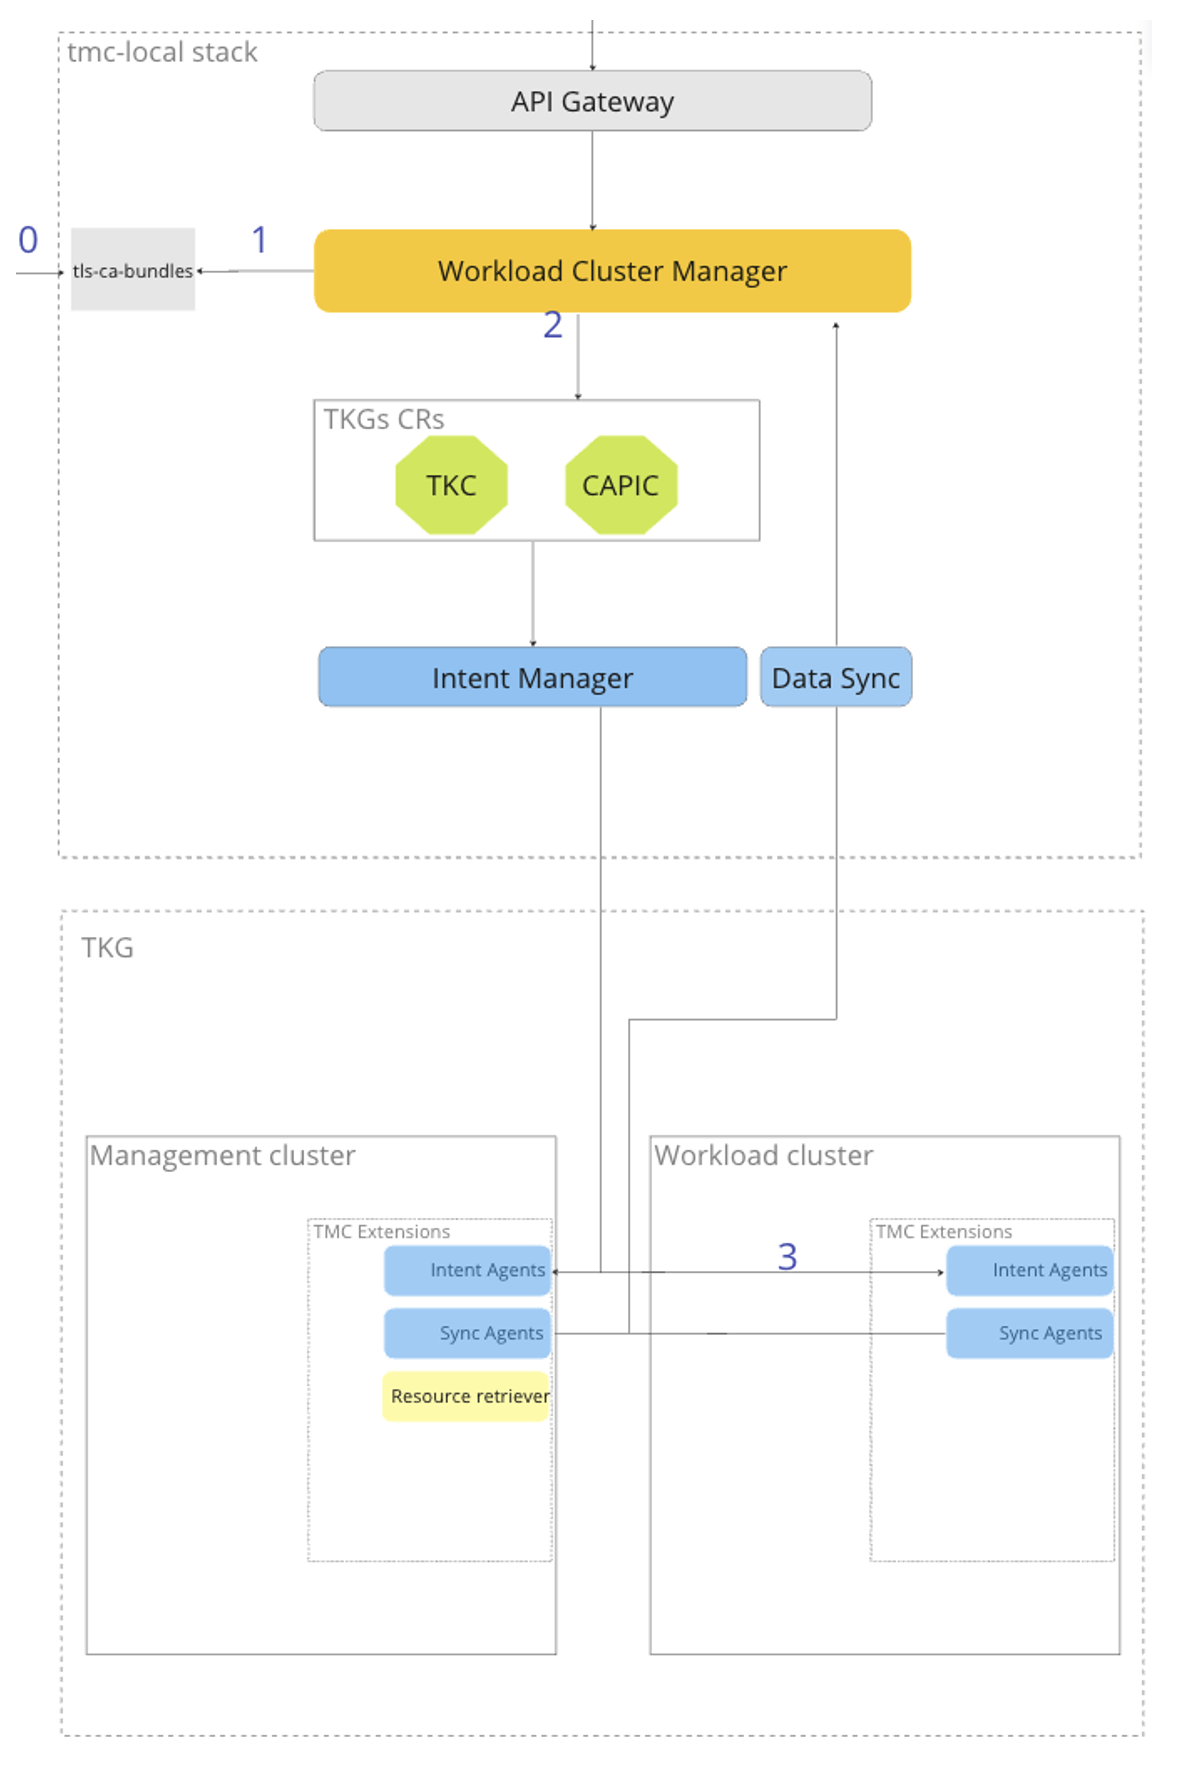 tmc-local stack
API Gateway
0
1
tls-ca-bundles
Workload Cluster Manager
2
TKGs CRs
TKC
CAPIC
Intent Manager
Data Sync
TKG
Management cluster
TMC Extensions
Intent Agents
Sync Agents
Resource retriever
3
Workload cluster
TMC Extensions
Intent Agents
Sync Agents